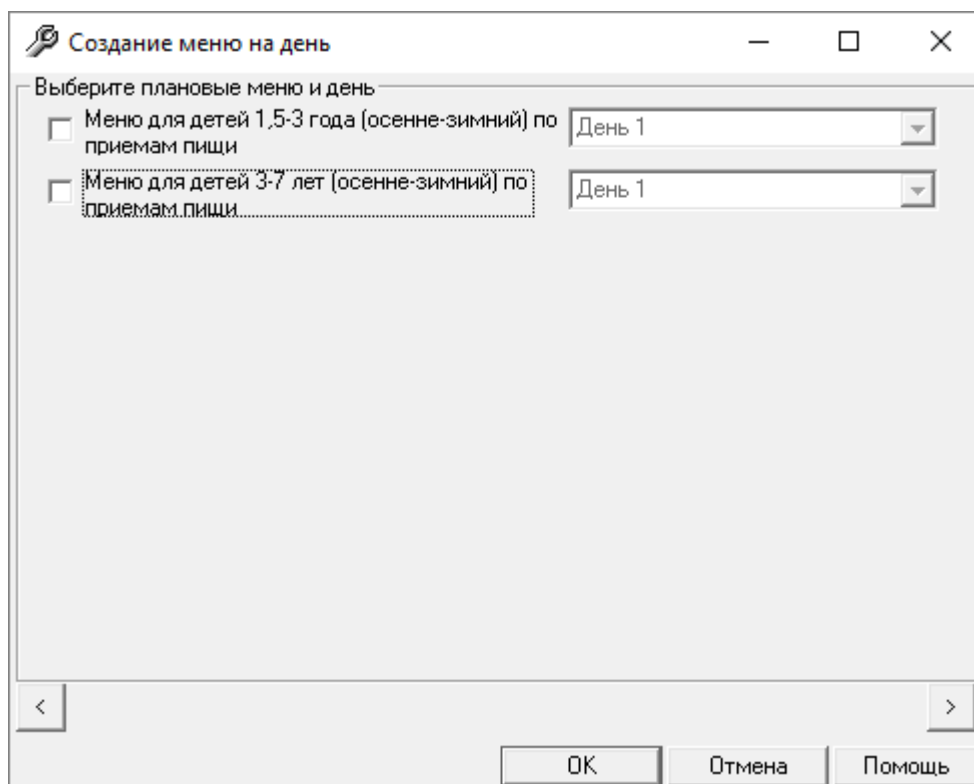 Создание меню на день
Выберите плановые меню и день
Меню для детей 1,5-3 года (осенне-зимний) по
приемам пищи
День 1
Меню для детей 3-7 лет (осенне-зимний) по
приемам пищи
День 1
OK
Отмена
Помощь